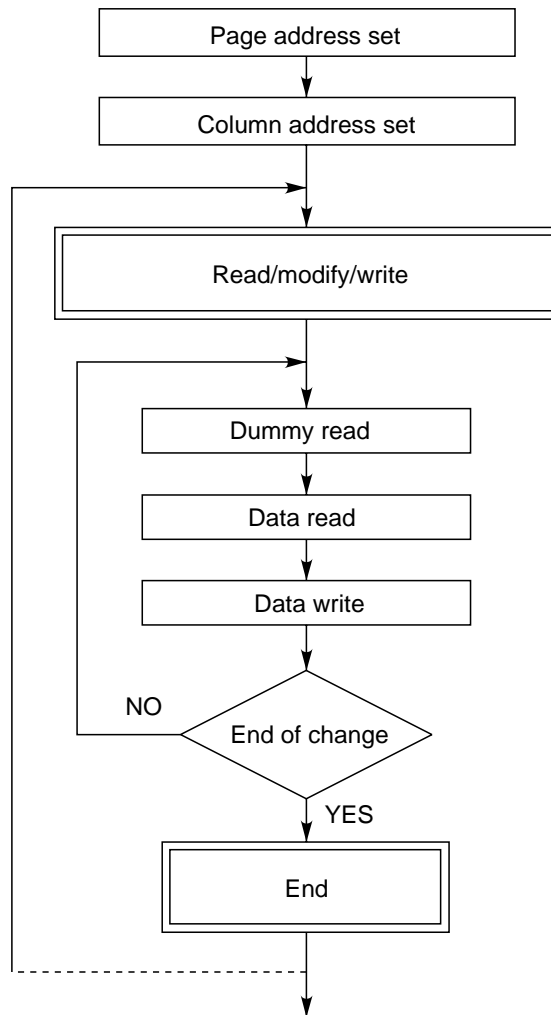 Page address set
Column address set
Read/modify/write
Dummy read
Data read
Data write
NO
End of change
YES
End